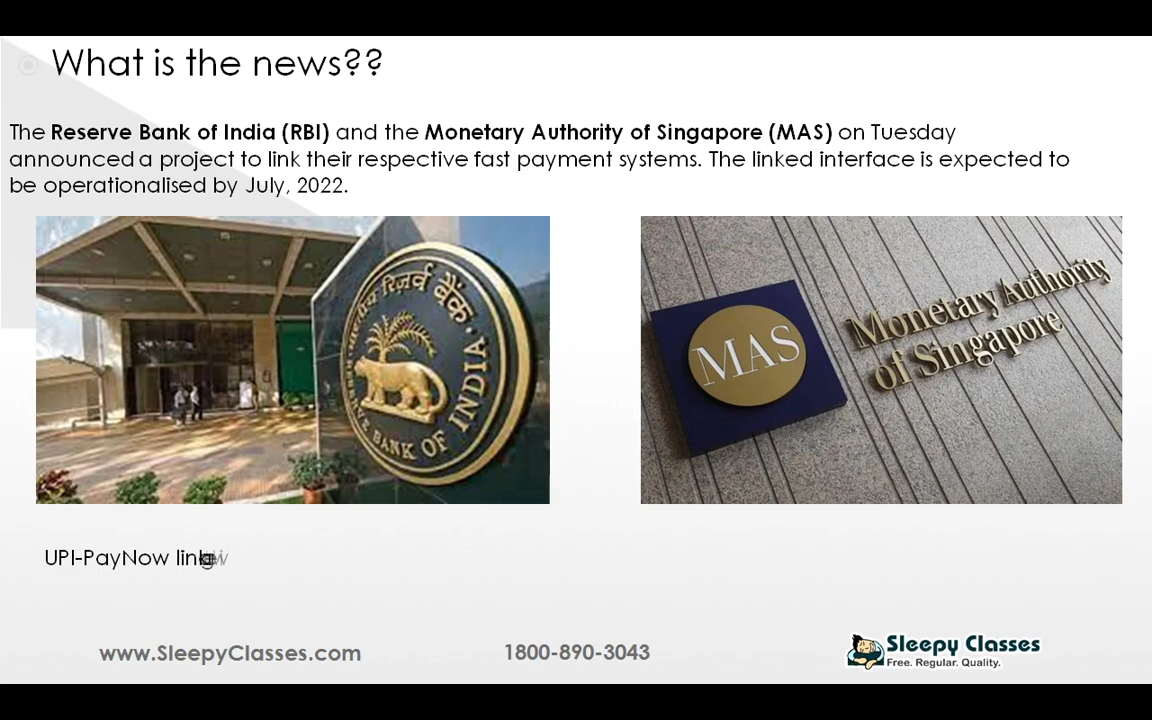 What is the news??
The Reserve Bank of India (RBI) and the Monetary Authority of Singapore (MAS) on Tuesday
announced a project to link their respective fast payment systems. The linked interface is expected to
be operationalised by July, 2022.
भारतीय रिज़र्व बैंक
BANK OF INDIA
MAS
Monetary Authority
of Singapore
UPI-PayNow
www.SleepyClasses.com
1800-890-3043
Sleepy Classes
Free. Regular. Quality.